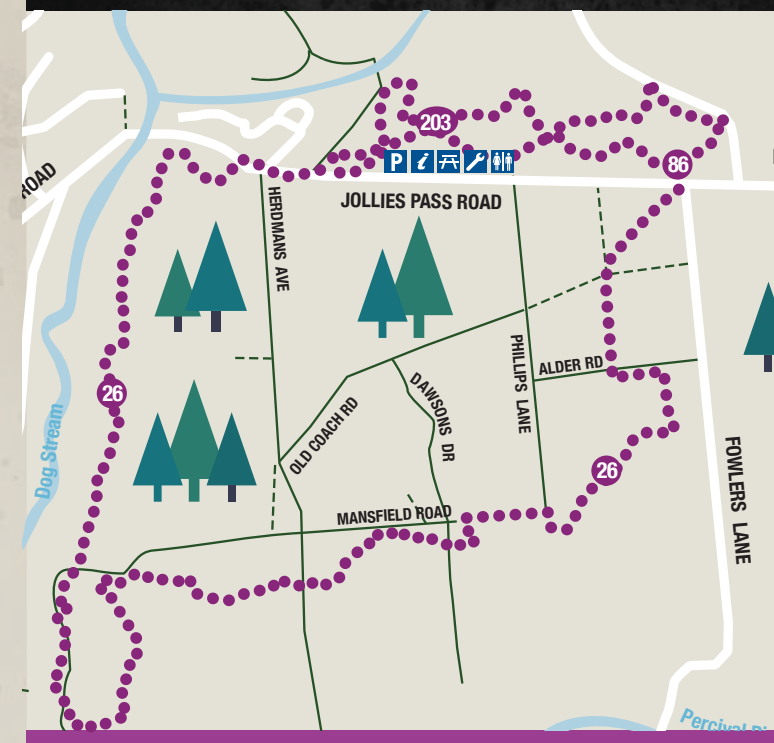 203
P i
86
ROAD
JOLLIES PASS ROAD
HERDMANS AVE
PHILLIPS LANE
ALDER RD
26
DAWSONS DR
OLD COACH RD
Dog Stream
26
FOWLERS LANE
MANSFIELD ROAD
Percival